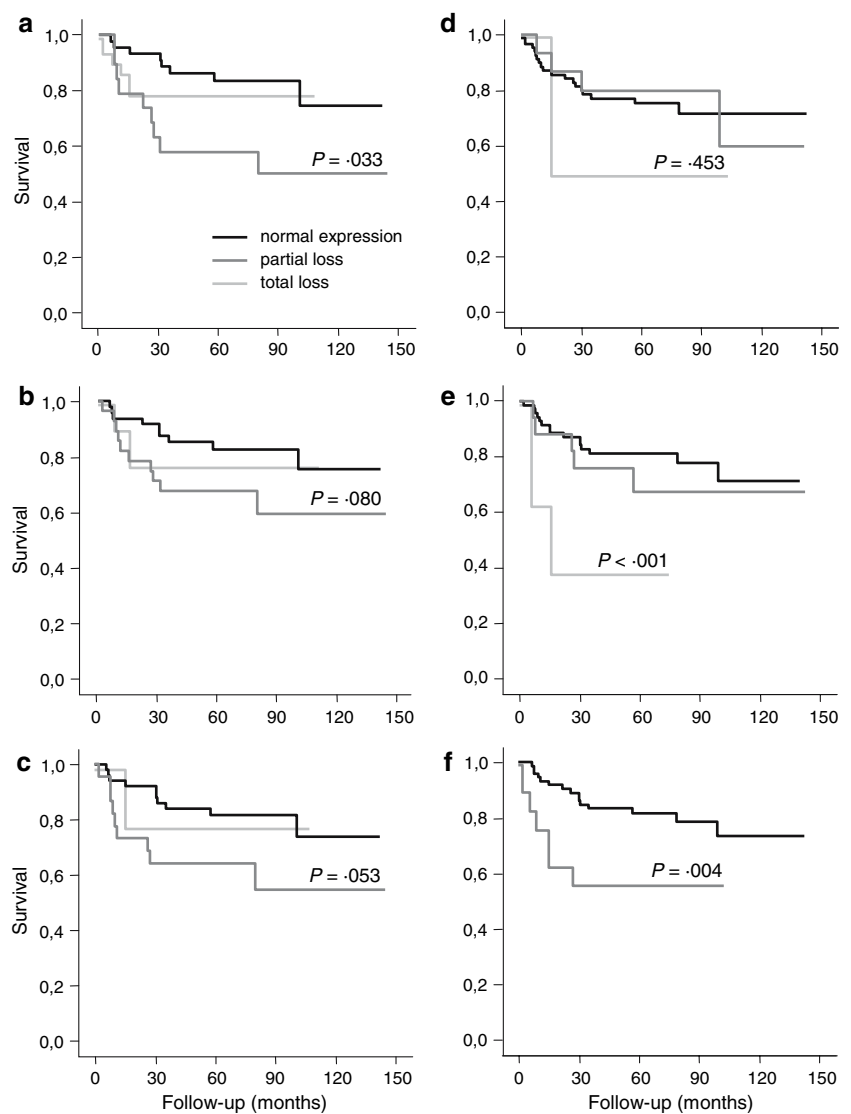 a
1,0
0,8
0,6
0,4
0,2
0,0
Survival
P = ·033
normal expression
partial loss
total loss
0 30 60 90 120 150
b
1,0
0,8
0,6
0,4
0,2
0,0
Survival
P = ·080
0 30 60 90 120 150
c
1,0
0,8
0,6
0,4
0,2
0,0
Survival
P = ·053
0 30 60 90 120 150
Follow-up (months)
d
1,0
0,8
0,6
0,4
0,2
0,0
P = ·453
0 30 60 90 120 150
e
1,0
0,8
0,6
0,4
0,2
0,0
P < ·001
0 30 60 90 120 150
f
1,0
0,8
0,6
0,4
0,2
0,0
P = ·004
0 30 60 90 120 150
Follow-up (months)